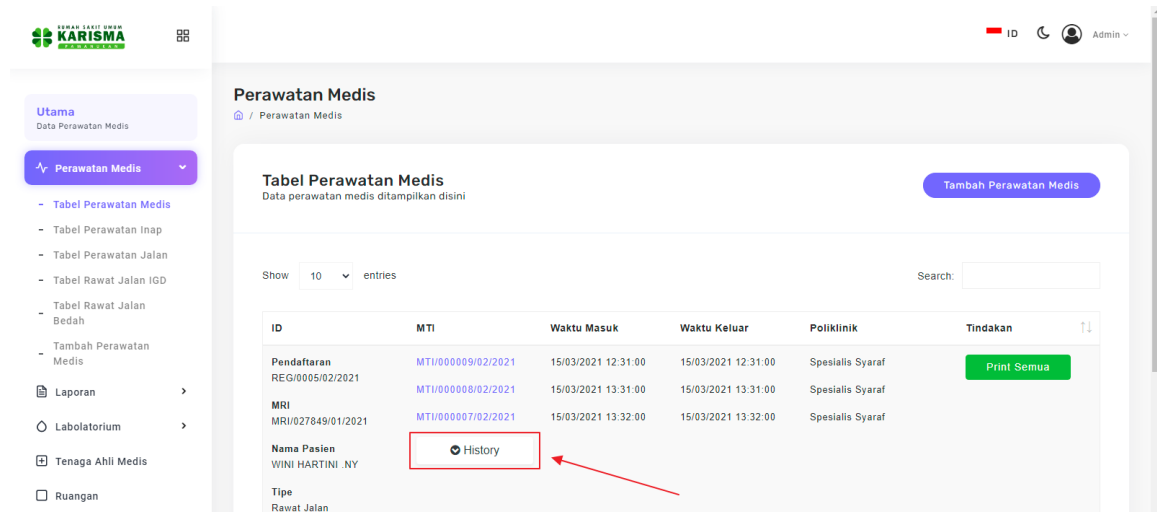 RUMAH SAKIT UMUM
KARISMA
PAMANUKAN
ID
Admin
Utama
Data Perawatan Medis
Perawatan Medis
- Tabel Perawatan Medis
- Tabel Perawatan Inap
- Tabel Perawatan Jalan
- Tabel Rawat Jalan IGD
- Tabel Rawat Jalan
Bedah
- Tambah Perawatan
Medis
Laporan
Labolatorium
Tenaga Ahli Medis
Ruangan
Perawatan Medis
/ Perawatan Medis
Tabel Perawatan Medis
Data perawatan medis ditampilkan disini
Tambah Perawatan Medis
Show 10 entries
Search:
ID MTI Waktu Masuk Waktu Keluar Poliklinik Tindakan
Pendaftaran
REG/0005/02/2021
MRI
MRI/027849/01/2021
Nama Pasien
WINI HARTINI .NY
Tipe
Rawat Jalan
MTI/000009/02/2021 15/03/2021 12:31:00 15/03/2021 12:31:00 Spesialis Syaraf
MTI/000008/02/2021 15/03/2021 13:31:00 15/03/2021 13:31:00 Spesialis Syaraf
MTI/000007/02/2021 15/03/2021 13:32:00 15/03/2021 13:32:00 Spesialis Syaraf
History
Print Semua